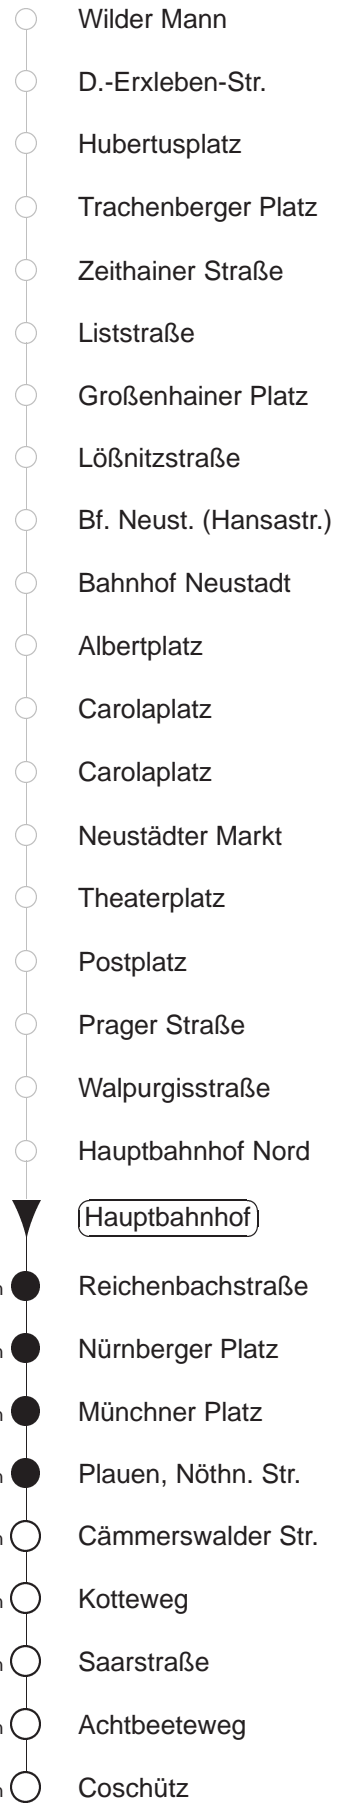 Wilder Mann
D.-Erxleben-Str.
Hubertusplatz
Trachenberger Platz
Zeithainer Straße
Liststraße
Großenhainer Platz
Lößnitzstraße
Bf. Neust. (Hansastr.)
Bahnhof Neustadt
Albertplatz
Carolaplatz
Carolaplatz
Neustädter Markt
Theaterplatz
Postplatz
Prager Straße
Walpurgisstraße
Hauptbahnhof Nord
Hauptbahnhof
Reichenbachstraße
Nürnberger Platz
Münchner Platz
Plauen, Nöthn. Str.
Cämmerswalder Str.
Kotteweg
Saarstraße
Achtbeeteweg
Coschütz